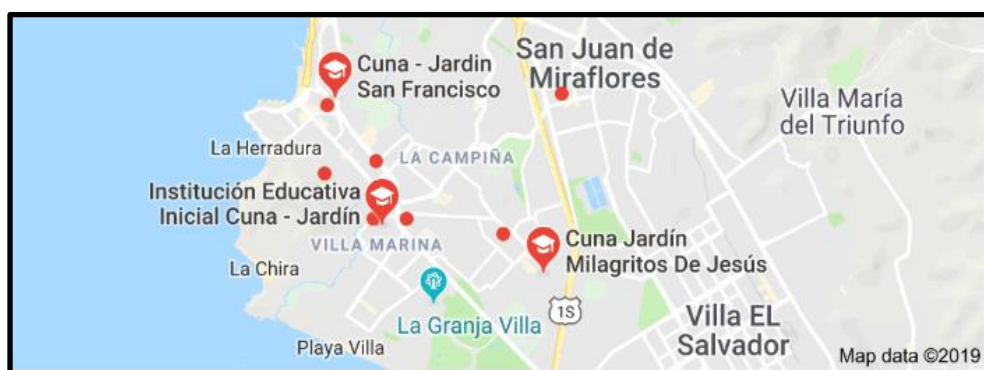 Cuna - Jardin
San Francisco
San Juan de
Miraflores
Villa María
del Triunfo
La Herradura
LA CAMPIÑA
Institución Educativa
Inicial Cuna - Jardín
VILLA MARINA
Cuna Jardín
Milagritos De Jesús
La Chira
1S
La Granja Villa
Villa EL
Salvador
Playa Villa
Map data ©2019